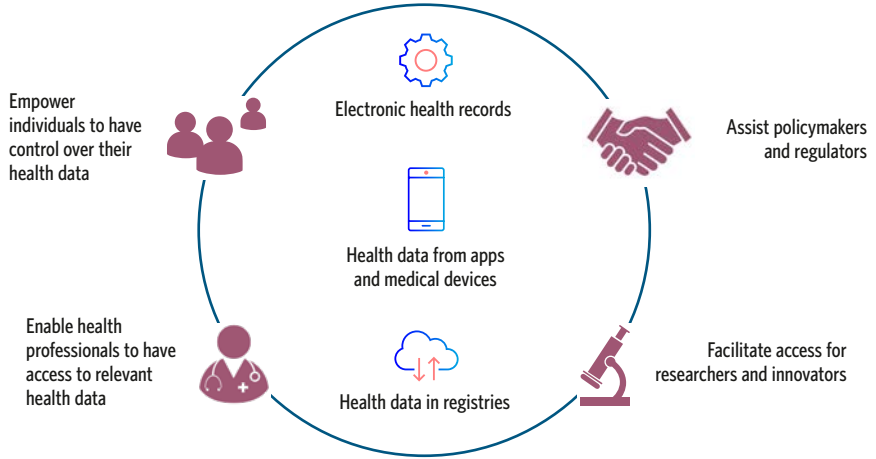 Empower
individuals to have
control over their
health data
Electronic health records
Assist policymakers
and regulators
Health data from apps
and medical devices
Enable health
professionals to have
access to relevant
health data
Health data in registries
Facilitate access for
researchers and innovators